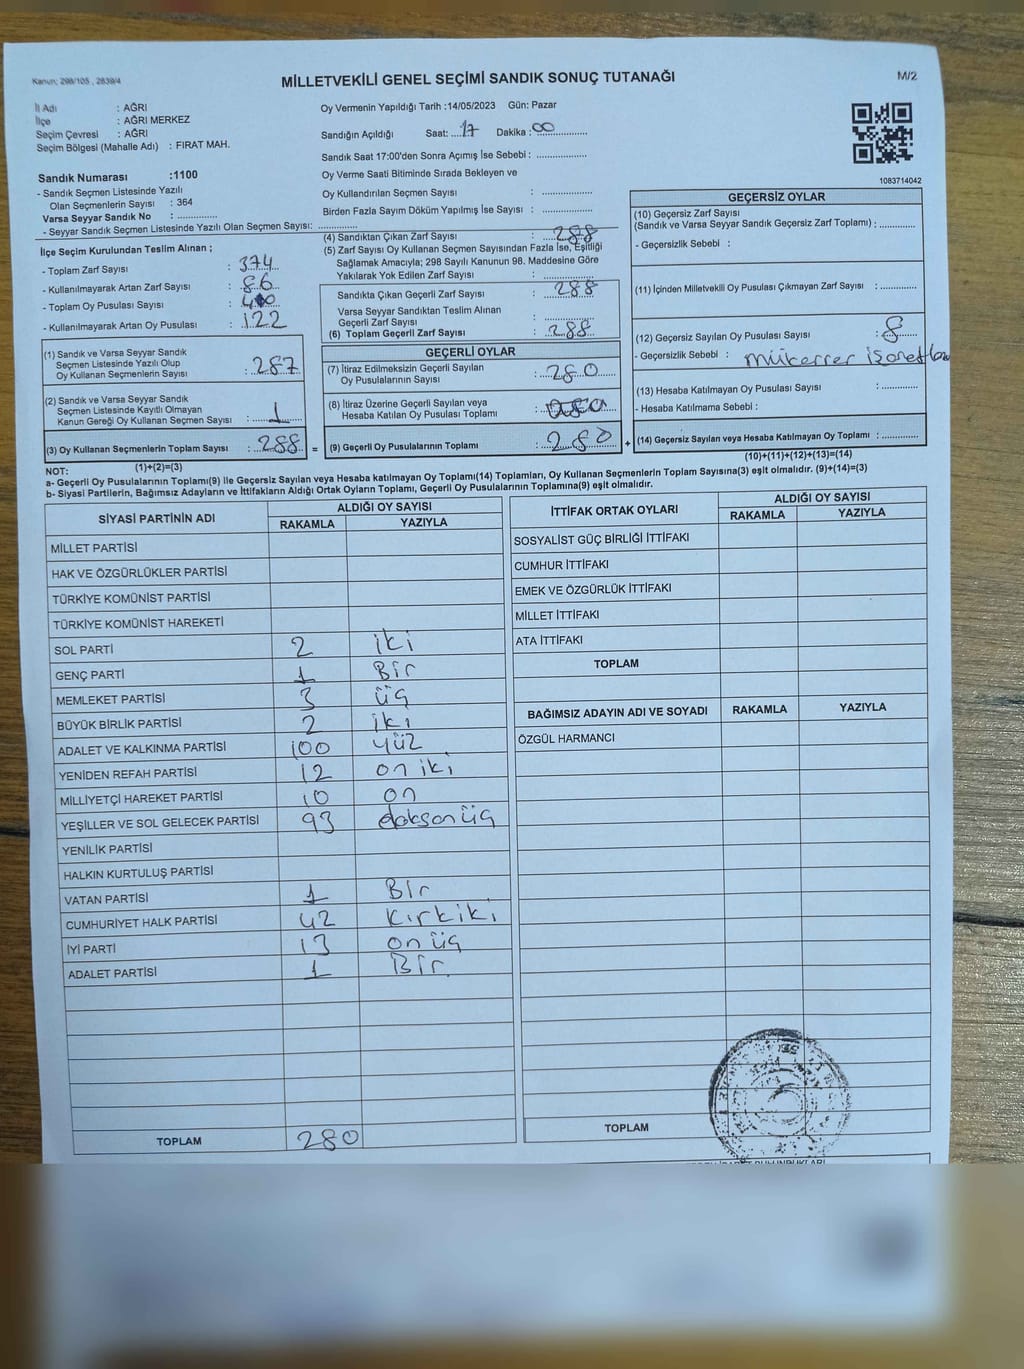 Kanun; 298/105 , 2839/4
MİLLETVEKİLİ GENEL SEÇİMİ SANDIK SONUÇ TUTANAĞI
M/2
İl Adı : AĞRI
İlçe : AĞRI MERKEZ
Seçim Çevresi : AĞRI
Seçim Bölgesi (Mahalle Adı) : FIRAT MAH.
Sandık Numarası :1100
- Sandık Seçmen Listesinde Yazılı
Olan Seçmenlerin Sayısı : 364
Varsa Seyyar Sandık No : ..............
- Seyyar Sandık Seçmen Listesinde Yazılı Olan Seçmen Sayısı: ..............
Oy Vermenin Yapıldığı Tarih :14/05/2023 Gün: Pazar
Sandığın Açıldığı Saat: 17 Dakika : 00
Sandık Saat 17:00'den Sonra Açımış İse Sebebi : ..............
Oy Verme Saati Bitiminde Sırada Bekleyen ve
Oy Kullandırılan Seçmen Sayısı : ..............
Birden Fazla Sayım Döküm Yapılmış İse Sayısı : ..............
1083714042
İlçe Seçim Kurulundan Teslim Alınan ;
- Toplam Zarf Sayısı : 374
- Kullanılmayarak Artan Zarf Sayısı : 86
- Toplam Oy Pusulası Sayısı :
- Kullanılmayarak Artan Oy Pusulası : 122
(1) Sandık ve Varsa Seyyar Sandık
Seçmen Listesinde Yazılı Olup
Oy Kullanan Seçmenlerin Sayısı : 287
(2) Sandık ve Varsa Seyyar Sandık
Seçmen Listesinde Kayıtlı Olmayan
Kanun Gereği Oy Kullanan Seçmen Sayısı : 1
(3) Oy Kullanan Seçmenlerin Toplam Sayısı : 288 =
(1)+(2)=(3)
(4) Sandıktan Çıkan Zarf Sayısı : 288
(5) Zarf Sayısı Oy Kullanan Seçmen Sayısından Fazla İse, Eşitliği
Sağlamak Amacıyla; 298 Sayılı Kanunun 98. Maddesine Göre
Yakılarak Yok Edilen Zarf Sayısı : ..............
Sandıkta Çıkan Geçerli Zarf Sayısı : 288
Varsa Seyyar Sandıktan Teslim Alınan
Geçerli Zarf Sayısı : ..............
(6) Toplam Geçerli Zarf Sayısı : 288
GEÇERLİ OYLAR
(7) İtiraz Edilmeksizin Geçerli Sayılan
Oy Pusulalarının Sayısı : 280
(8) İtiraz Üzerine Geçerli Sayılan veya
Hesaba Katılan Oy Pusulası Toplamı :
(9) Geçerli Oy Pusulalarının Toplamı : 280 +
GEÇERSİZ OYLAR
(10) Geçersiz Zarf Sayısı
(Sandık ve Varsa Seyyar Sandık Geçersiz Zarf Toplamı) : ..............
- Geçersizlik Sebebi :
(11) İçinden Milletvekili Oy Pusulası Çıkmayan Zarf Sayısı : ..............
(12) Geçersiz Sayılan Oy Pusulası Sayısı : 8
- Geçersizlik Sebebi : mükerrer
(13) Hesaba Katılmayan Oy Pusulası Sayısı : ..............
- Hesaba Katılmama Sebebi :
(14) Geçersiz Sayılan veya Hesaba Katılmayan Oy Toplamı : ..............
(10)+(11)+(12)+(13)=(14)
NOT:
a- Geçerli Oy Pusulalarının Toplamı(9) ile Geçersiz Sayılan veya Hesaba katılmayan Oy Toplamı(14) Toplamları, Oy Kullanan Seçmenlerin Toplam Sayısına(3) eşit olmalıdır. (9)+(14)=(3)
b- Siyasi Partilerin, Bağımsız Adayların ve İttifakların Aldığı Ortak Oyların Toplamı, Geçerli Oy Pusulalarının Toplamına(9) eşit olmalıdır.
SİYASİ PARTİNİN ADI ALDIĞI OY SAYISI
RAKAMLA YAZIYLA
MİLLET PARTİSİ
HAK VE ÖZGÜRLÜKLER PARTİSİ
TÜRKİYE KOMÜNİST PARTİSİ
TÜRKİYE KOMÜNİST HAREKETİ
SOL PARTİ 2 iki
GENÇ PARTİ 1 Bir
MEMLEKET PARTİSİ 3 üç
BÜYÜK BİRLİK PARTİSİ 2 iki
ADALET VE KALKINMA PARTİSİ 100 yüz
YENİDEN REFAH PARTİSİ 12 on iki
MİLLİYETÇİ HAREKET PARTİSİ 10 on
YEŞİLLER VE SOL GELECEK PARTİSİ 93 doksan üç
YENİLİK PARTİSİ
HALKIN KURTULUŞ PARTİSİ
VATAN PARTİSİ 1 Bir
CUMHURİYET HALK PARTİSİ 42 Kırkiki
İYİ PARTİ 13 on üç
ADALET PARTİSİ 1 Bir.
TOPLAM 280
İTTİFAK ORTAK OYLARI ALDIĞI OY SAYISI
RAKAMLA YAZIYLA
SOSYALİST GÜÇ BİRLİĞİ İTTİFAKI
CUMHUR İTTİFAKI
EMEK VE ÖZGÜRLÜK İTTİFAKI
MİLLET İTTİFAKI
ATA İTTİFAKI
TOPLAM
BAĞIMSIZ ADAYIN ADI VE SOYADI RAKAMLA YAZIYLA
ÖZGÜL HARMANCI
TOPLAM